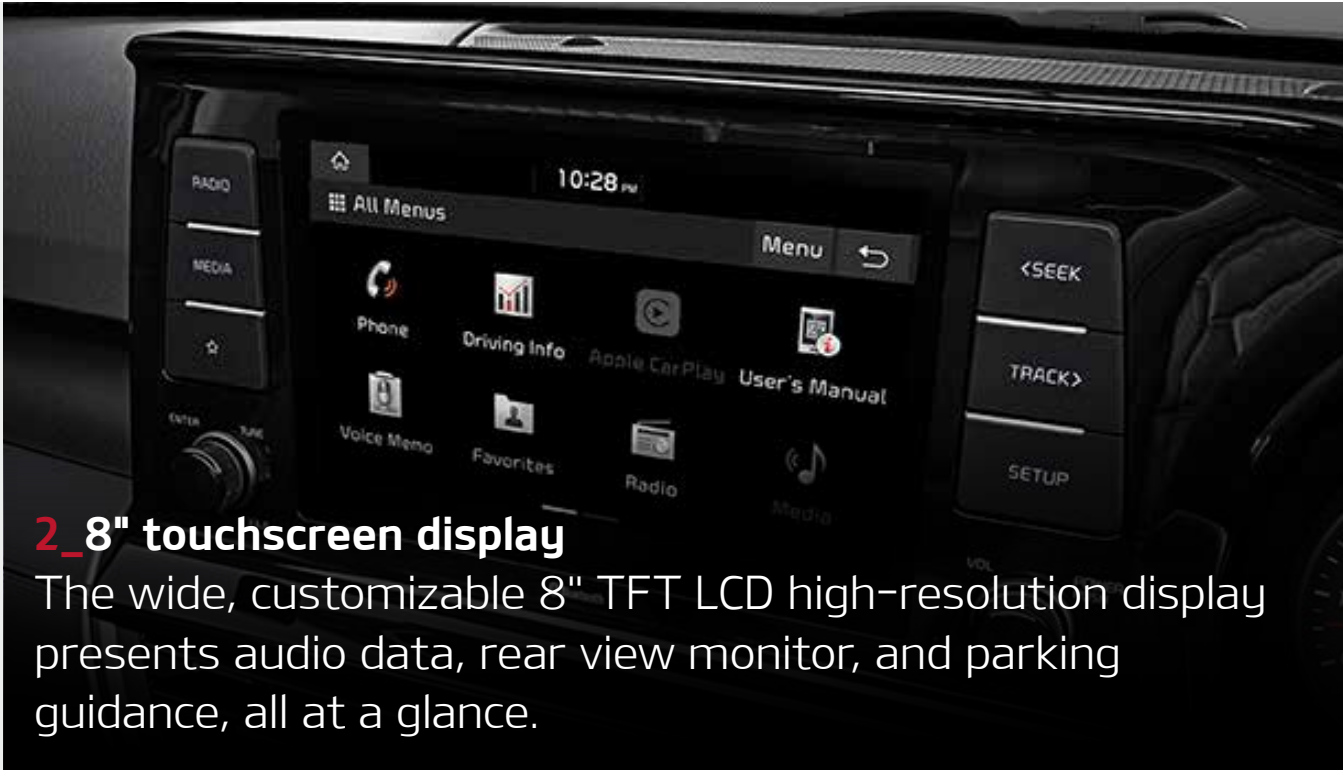 RADIO
MEDIA
ENTER TUNE
10:28 PM
All Menus
Menu
Phone
Driving Info
Apple CarPlay
User's Manual
Voice Memo
Favorites
Radio
Media
<SEEK
TRACK>
SETUP
VOL
2_8" touchscreen display
The wide, customizable 8" TFT LCD high-resolution display
presents audio data, rear view monitor, and parking
guidance, all at a glance.